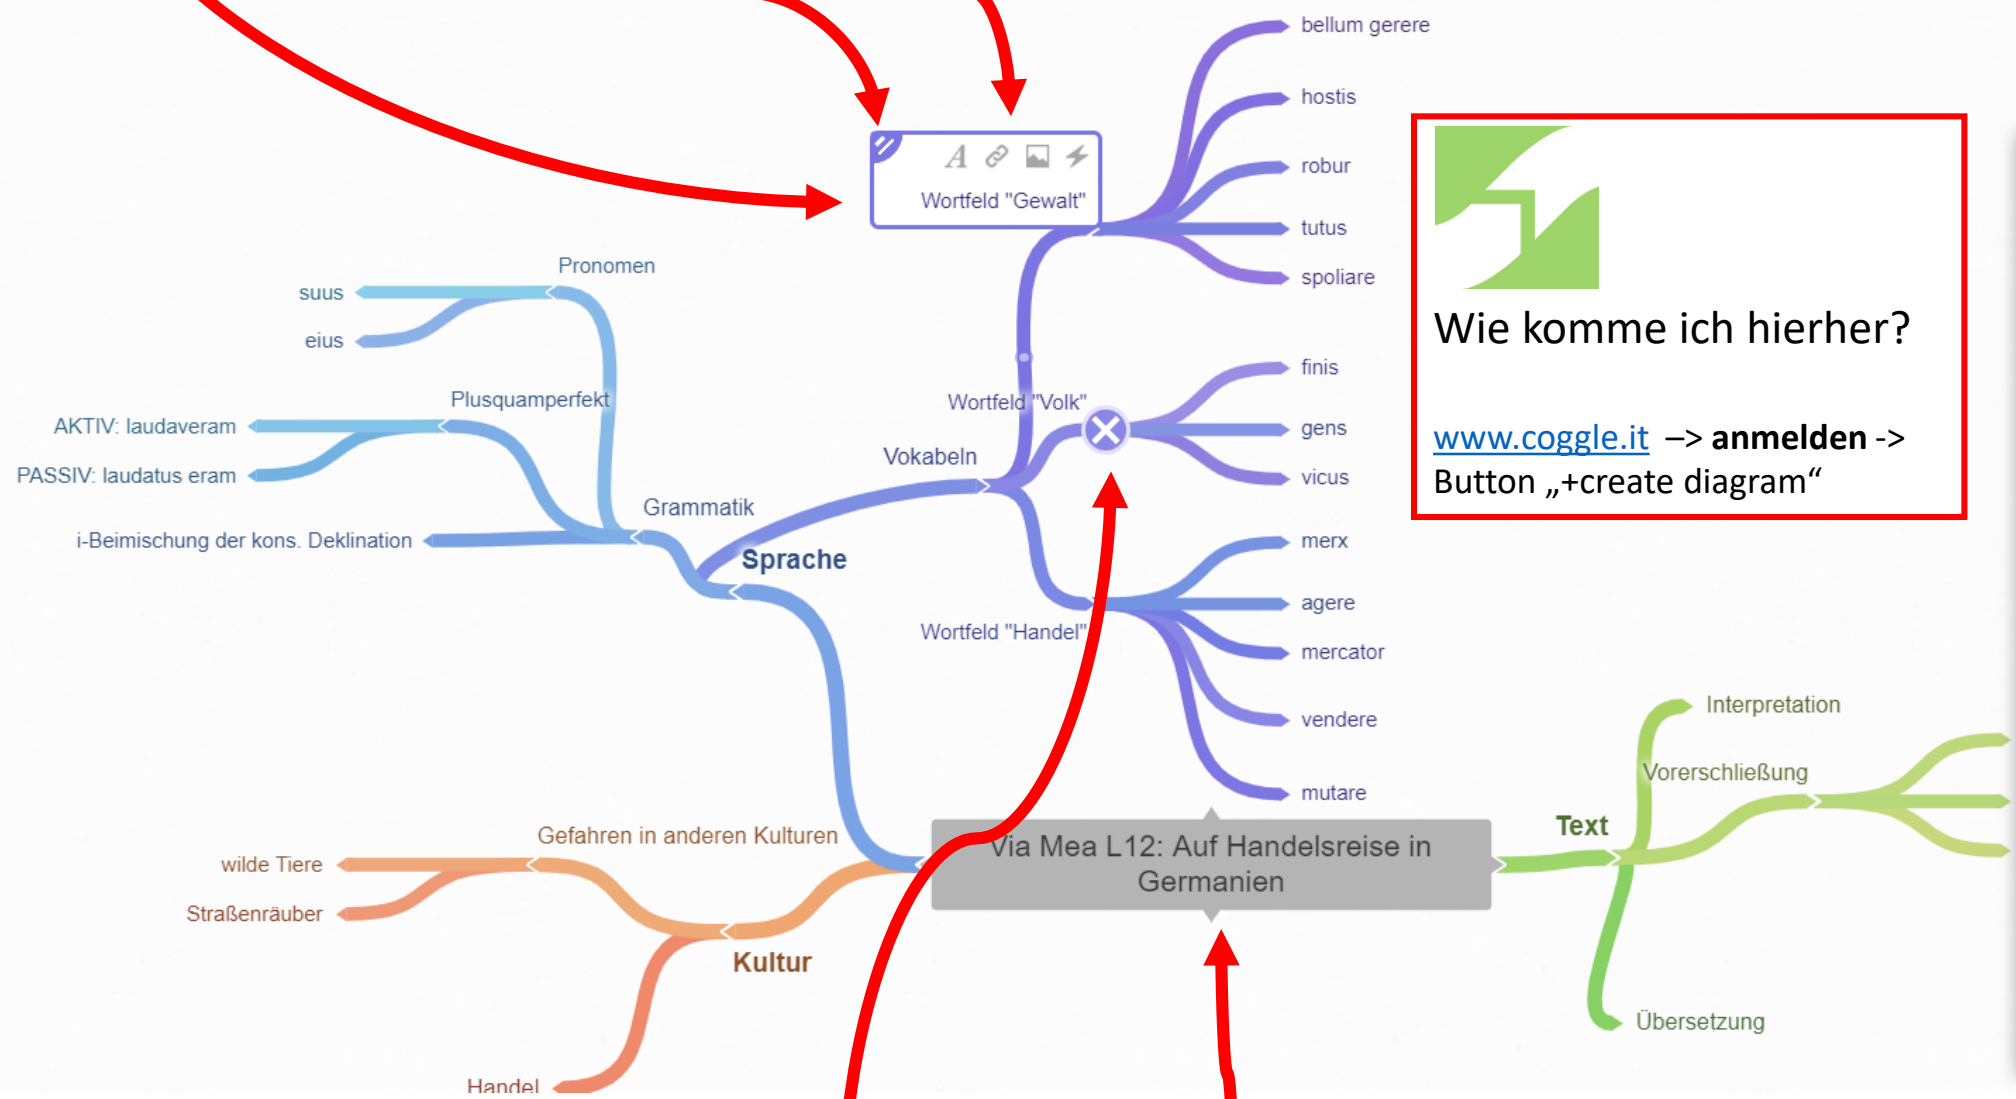 bellum gerere
hostis
robur
tutus
spoliare
A
Wortfeld "Gewalt"
Pronomen
suus
eius
Plusquamperfekt
AKTIV: laudaveram
PASSIV: laudatus eram
i-Beimischung der kons. Deklination
Grammatik
Vokabeln
Wortfeld "Volk"
finis
gens
vicus
Sprache
Wortfeld "Handel"
merx
agere
mercator
vendere
mutare
Wie komme ich hierher?
www.coggle.it –> anmelden ->
Button „+create diagram“
Via Mea L12: Auf Handelsreise in
Germanien
Gefahren in anderen Kulturen
wilde Tiere
Straßenräuber
Kultur
Handel
Text
Interpretation
Vorerschließung
Übersetzung